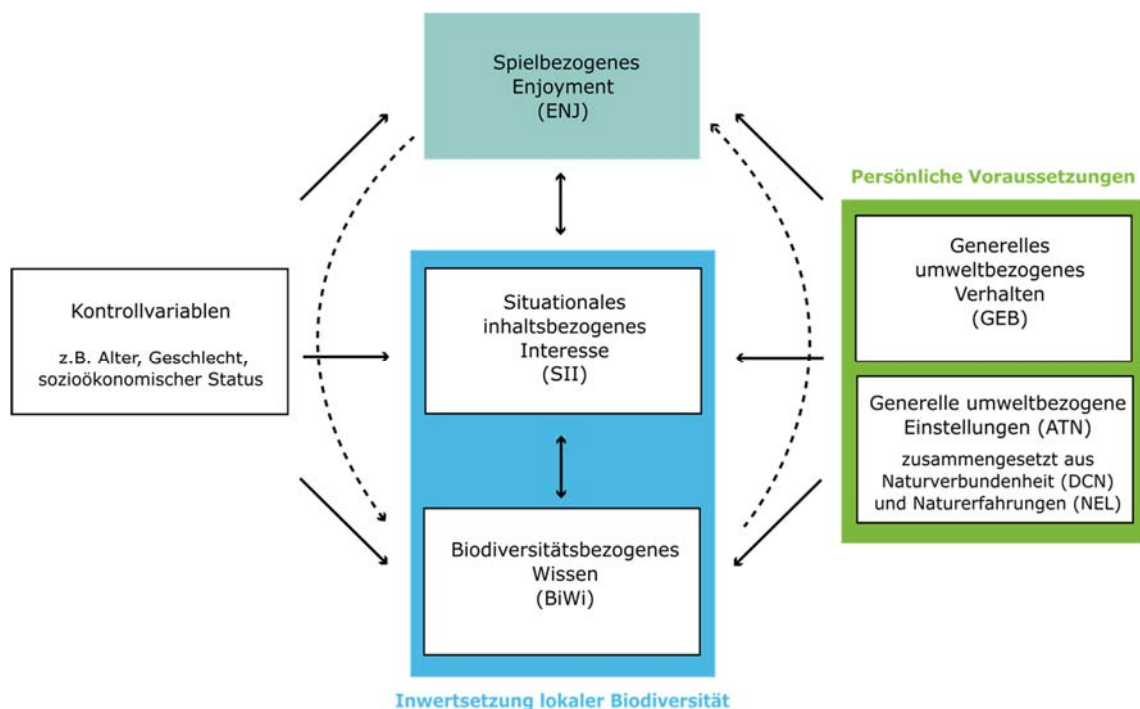 Spielbezogenes
Enjoyment
(ENJ)
Persönliche Voraussetzungen
Generelles
umweltbezogenes
Verhalten
(GEB)
Generelle umweltbezogene
Einstellungen (ATN)
zusammengesetzt aus
Naturverbundenheit (DCN)
und Naturerfahrungen (NEL)
Kontrollvariablen
z.B. Alter, Geschlecht,
sozioökonomischer Status
Situationales
inhaltsbezogenes
Interesse
(SII)
Biodiversitätsbezogenes
Wissen
(BiWi)
Inwertsetzung lokaler Biodiversität